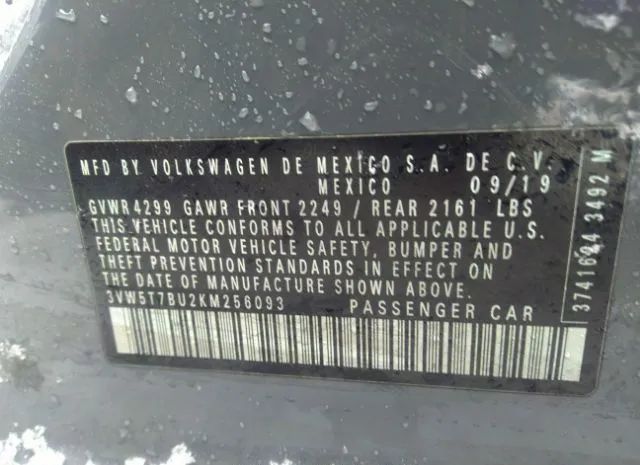 MFD BY VOLKSWAGEN DE MEXICO S.A. DE C.V.
MEXICO 09/19
GVWR 4299 GAWR FRONT 2249 / REAR 2161 LBS
THIS VEHICLE CONFORMS TO ALL APPLICABLE U.S.
FEDERAL MOTOR VEHICLE SAFETY, BUMPER AND
THEFT PREVENTION STANDARDS IN EFFECT ON
THE DATE OF MANUFACTURE SHOWN ABOVE.
3VW5T7BU2KM256093 PASSENGER CAR
3492 M